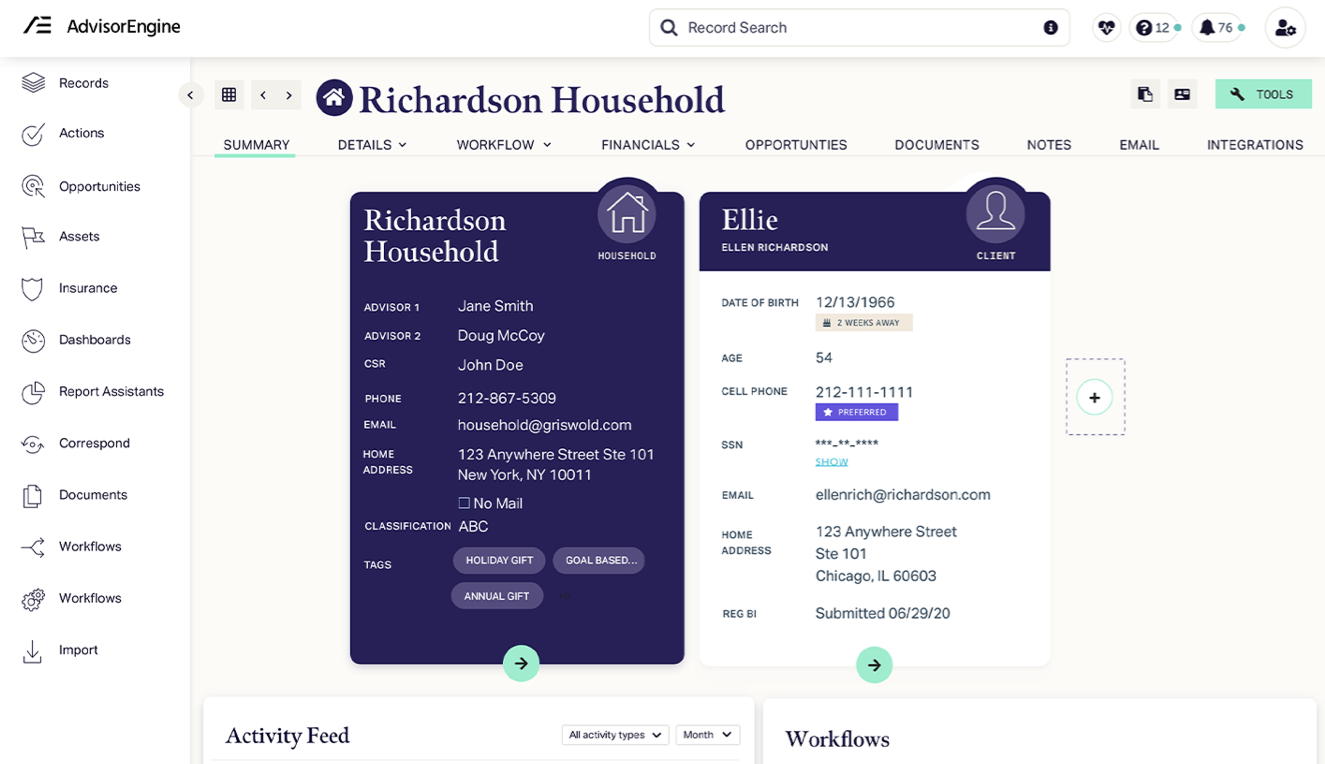 AdvisorEngine
Record Search
12
76
Records
Actions
Opportunities
Assets
Insurance
Dashboards
Report Assistants
Correspond
Documents
Workflows
Workflows
Import
Richardson Household
TOOLS
SUMMARY
DETAILS
WORKFLOW
FINANCIALS
OPPORTUNTIES
DOCUMENTS
NOTES
EMAIL
INTEGRATIONS
Richardson
Household
HOUSEHOLD
ADVISOR 1 Jane Smith
ADVISOR 2 Doug McCoy
CSR John Doe
PHONE 212-867-5309
EMAIL household@griswold.com
HOME ADDRESS 123 Anywhere Street Ste 101
New York, NY 10011
No Mail
CLASSIFICATION ABC
TAGS HOLIDAY GIFT GOAL BASED...
ANNUAL GIFT
Ellie
ELLEN RICHARDSON
CLIENT
DATE OF BIRTH 12/13/1966
2 WEEKS AWAY
AGE 54
CELL PHONE 212-111-1111
PREFERRED
SSN ***-**-****
SHOW
EMAIL ellenrich@richardson.com
HOME ADDRESS 123 Anywhere Street
Ste 101
Chicago, IL 60603
REG BI Submitted 06/29/20
Activity Feed
All activity types
Month
Workflows